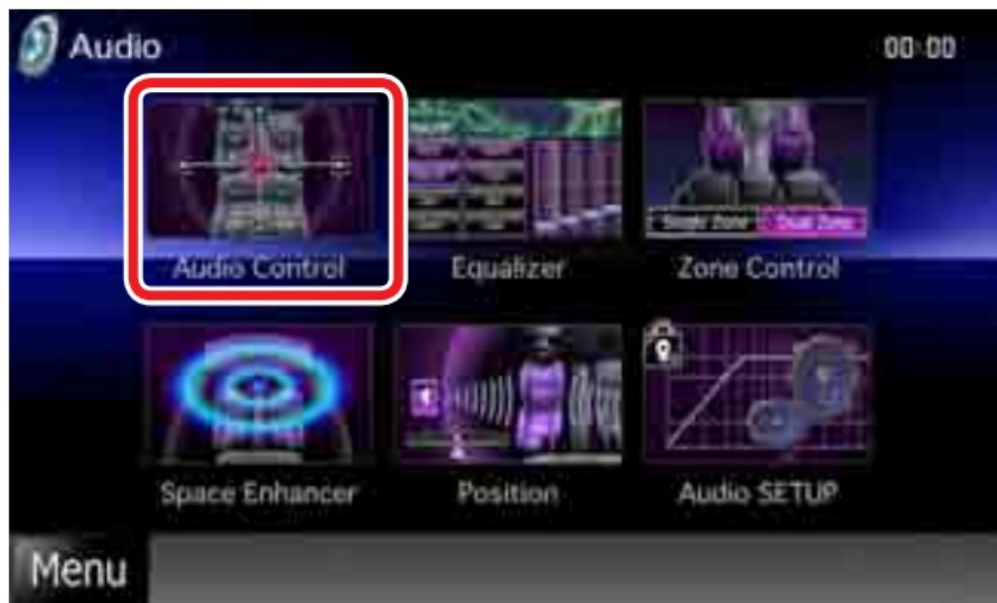 Audio
00:00
Audio Control
Equalizer
Zone Control
Single Zone
Dual Zone
Space Enhancer
Position
Audio SETUP
Menu